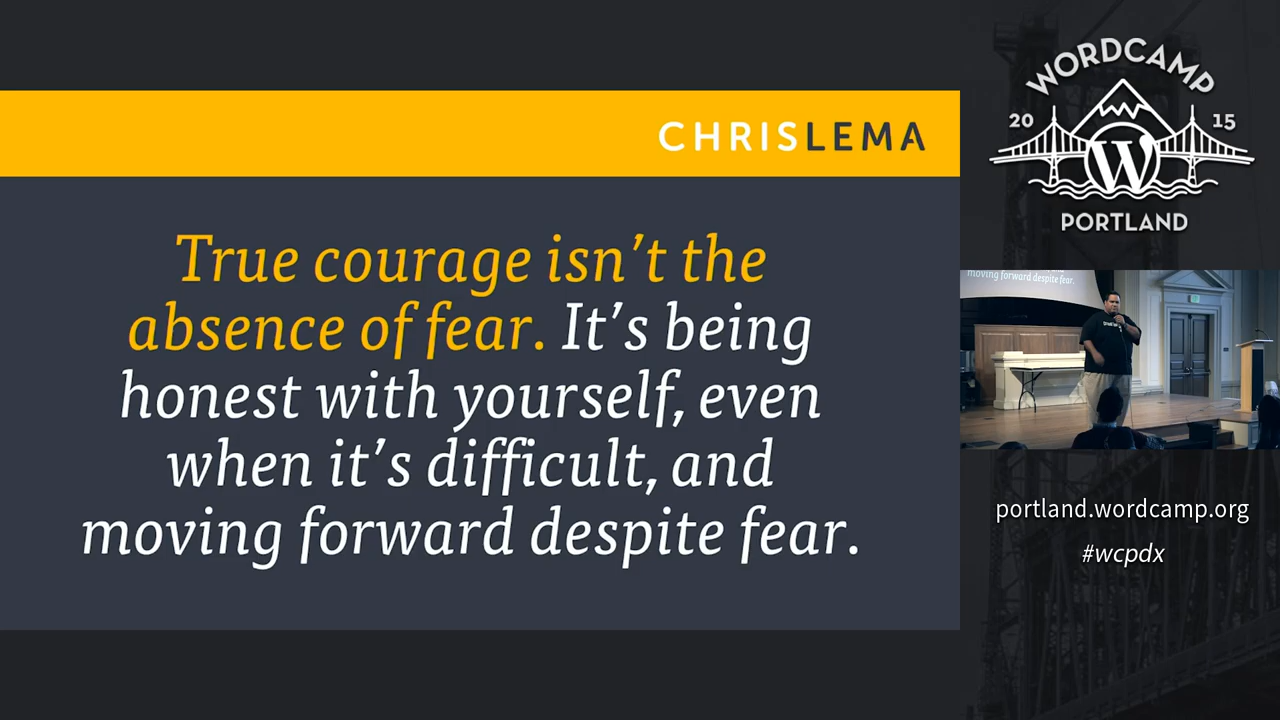 CHRISLEMA
True courage isn’t the
absence of fear. It’s being
honest with yourself, even
when it’s difficult, and
moving forward despite fear.
WORDCAMP
20 15
W
PORTLAND
moving forward despite fear.
portland.wordcamp.org
#wcpdx